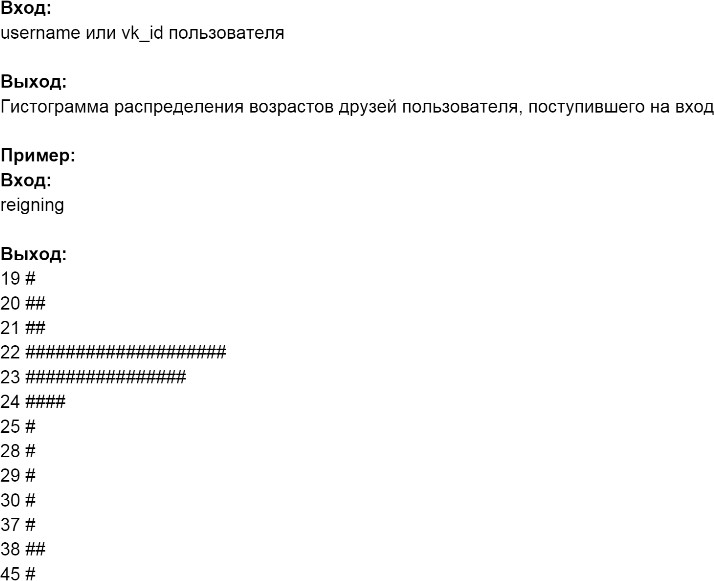 Вход:
username или vk_id пользователя
Выход:
Гистограмма распределения возрастов друзей пользователя, поступившего на вход
Пример:
Вход:
reigning
Выход:
19 #
20 ##
21 ##
22 ####################
23 ################
24 ####
25 #
28 #
29 #
30 #
37 #
38 ##
45 #